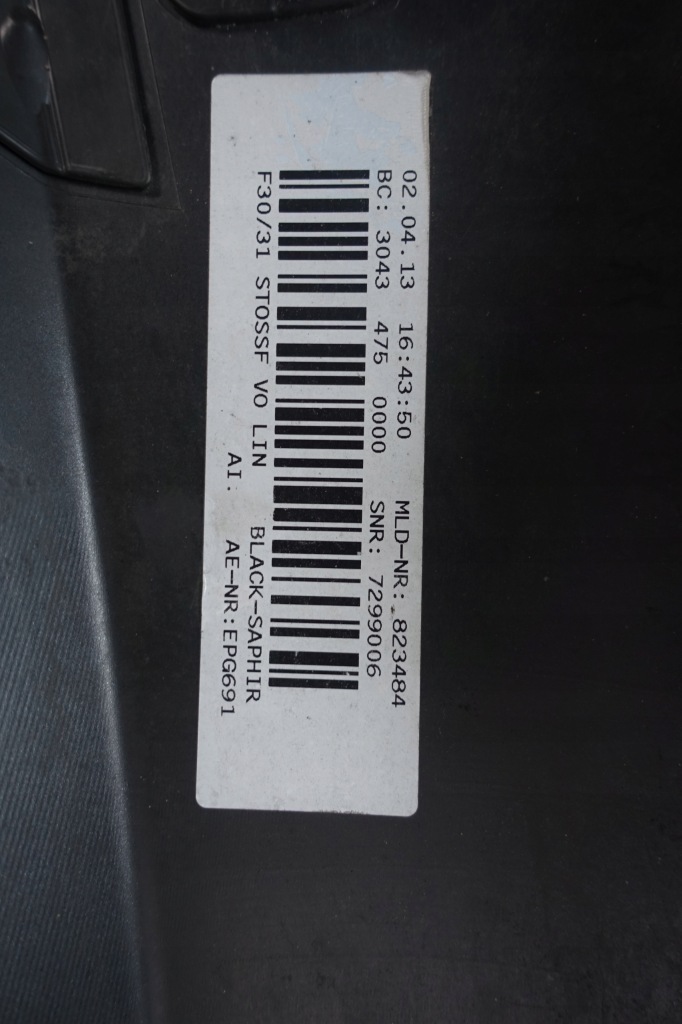 02.04.13 16:43:50 MLD-NR: 823484
BC: 3043 475 0000 SNR: 7299006
F30/31 STOSSF VO LIN BLACK-SAPHIR
AI: AE-NR:EPG691